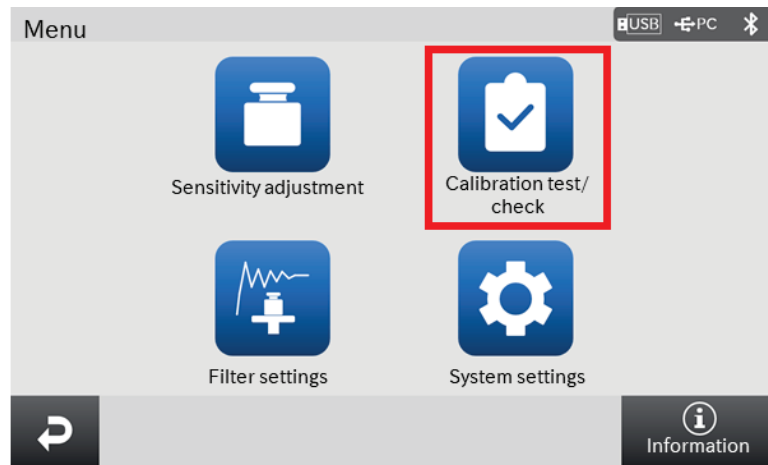 Menu
USB PC
Sensitivity adjustment
Calibration test/
check
Filter settings
System settings
Information